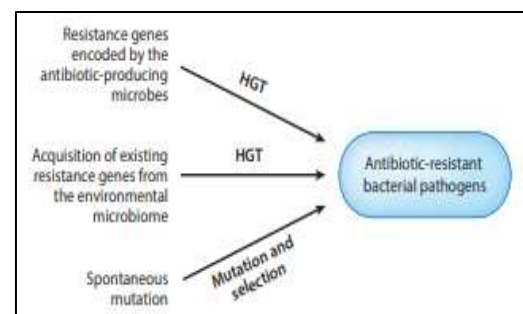 Resistance genes
encoded by the
antibiotic-producing
microbes
HGT
Acquisition of existing
resistance genes from
the environmental
microbiome
HGT
Antibiotic-resistant
bacterial pathogens
Spontaneous
mutation
Mutation and
selection